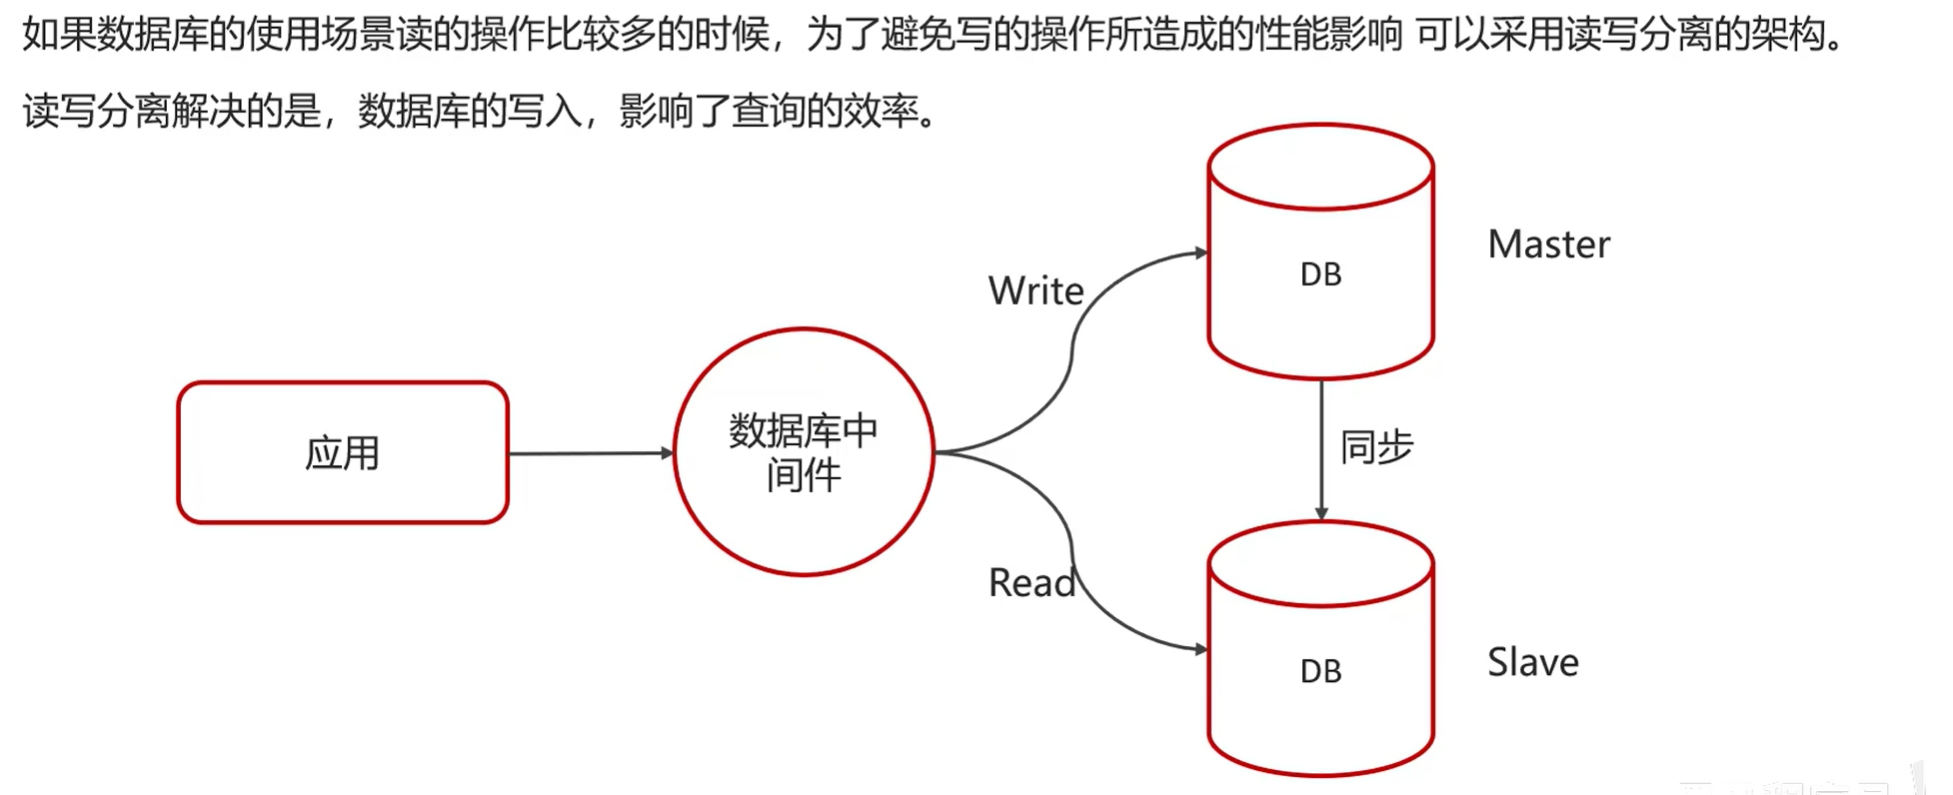 如果数据库的使用场景读的操作比较多的时候，为了避免写的操作所造成的性能影响 可以采用读写分离的架构。
读写分离解决的是，数据库的写入，影响了查询的效率。
DB
Master
Write
应用
数据库中
间件
同步
Read
DB
Slave